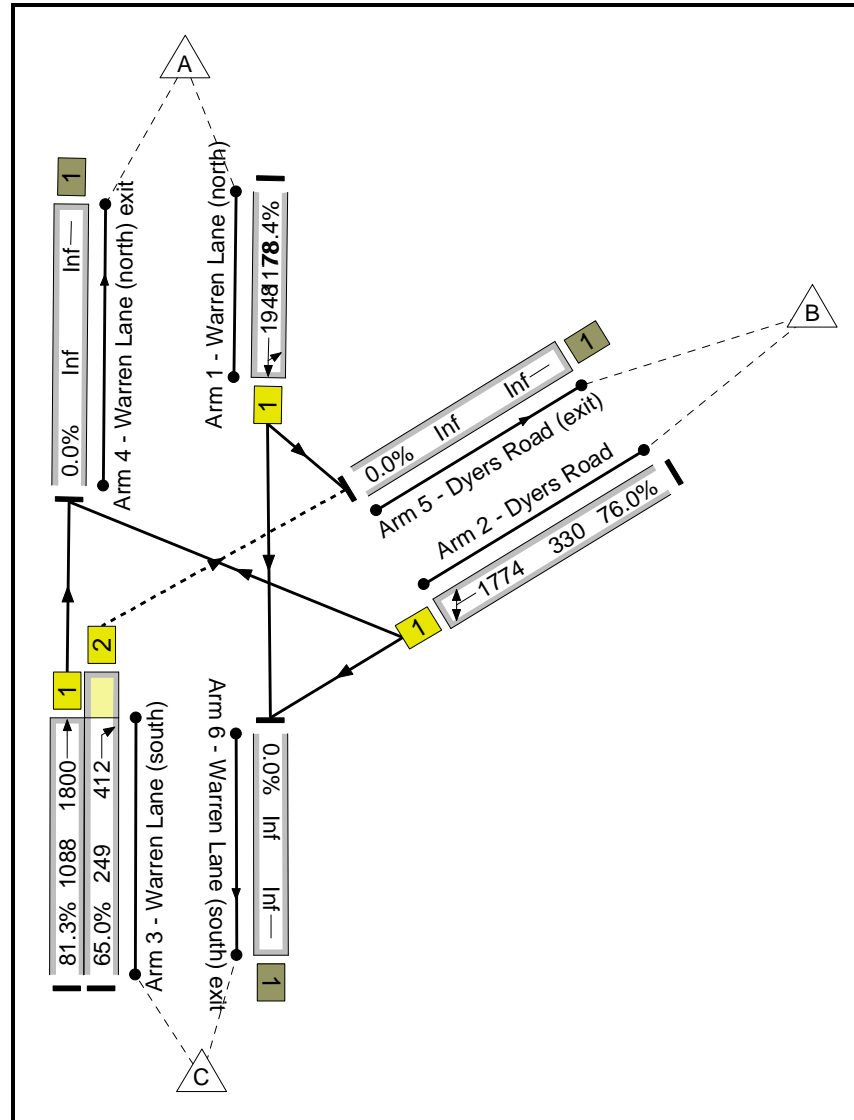 A
1
Inf
Inf
0.0%
Arm 4 - Warren Lane (north) exit
Arm 1 - Warren Lane (north)
1948
78.4%
1
B
1
0.0% Inf Inf
Arm 5 - Dyers Road (exit)
Arm 2 - Dyers Road
1774 330 76.0%
1
1
2
81.3% 1088 1800
65.0% 249 412
Arm 3 - Warren Lane (south)
Arm 6 - Warren Lane (south) exit
0.0% Inf Inf
1
C